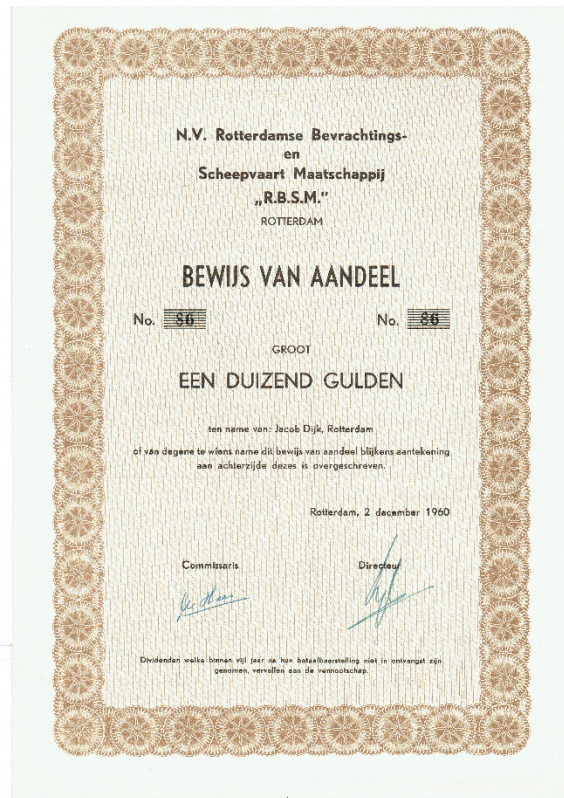 N.V. Rotterdamse Bevrachtings-
en
Scheepvaart Maatschappij
„R.B.S.M.”
ROTTERDAM
BEWIJS VAN AANDEEL
No. 86 No. 86
GROOT
EEN DUIZEND GULDEN
ten name van: Jacob Dijk, Rotterdam
of van degene te wiens name dit bewijs van aandeel blijkens aantekening
aan achterzijde dezes is overgeschreven.
Rotterdam, 2 december 1960
Commissaris Directeur
Dividenden welke binnen vijf jaar na hun betaalbaarstelling niet in ontvangst zijn
genomen, vervallen aan de vennootschap.